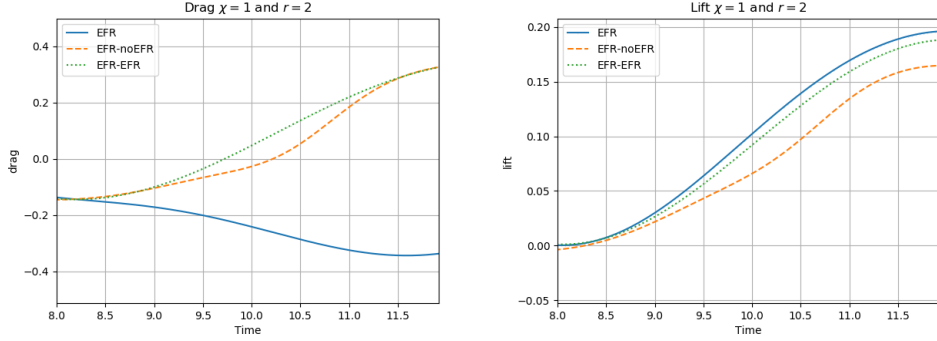 Drag χ = 1 and r = 2
0.4
0.2
0.0
−0.2
−0.4
drag
EFR
EFR-noEFR
EFR-EFR
8.0 8.5 9.0 9.5 10.0 10.5 11.0 11.5
Time
Lift χ = 1 and r = 2
0.20
0.15
0.10
0.05
0.00
−0.05
lift
EFR
EFR-noEFR
EFR-EFR
8.0 8.5 9.0 9.5 10.0 10.5 11.0 11.5
Time